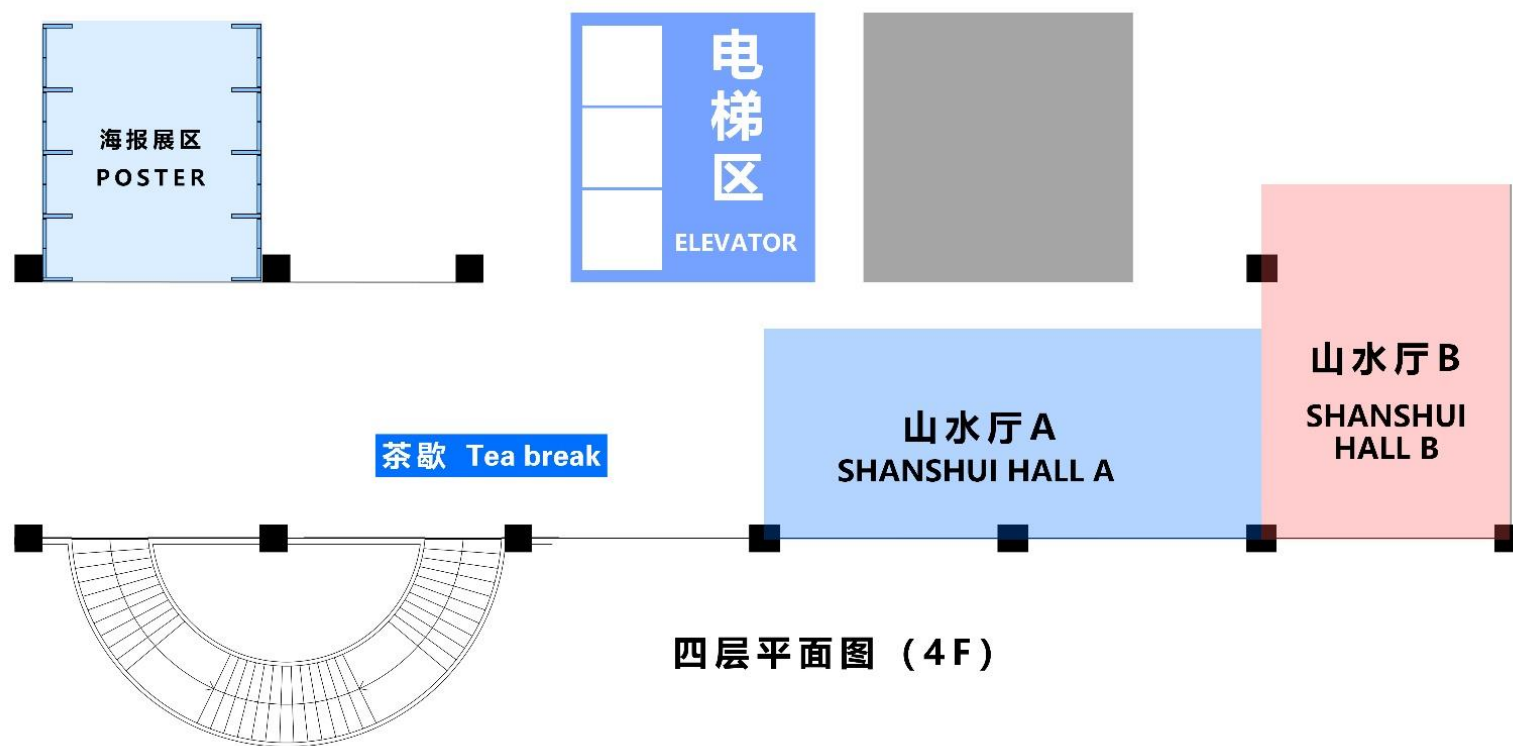 海报展区
POSTER
电梯区
ELEVATOR
山水厅A
SHANSHUI HALL A
山水厅B
SHANSHUI
HALL B
茶歇 Tea break
四层平面图（4F）